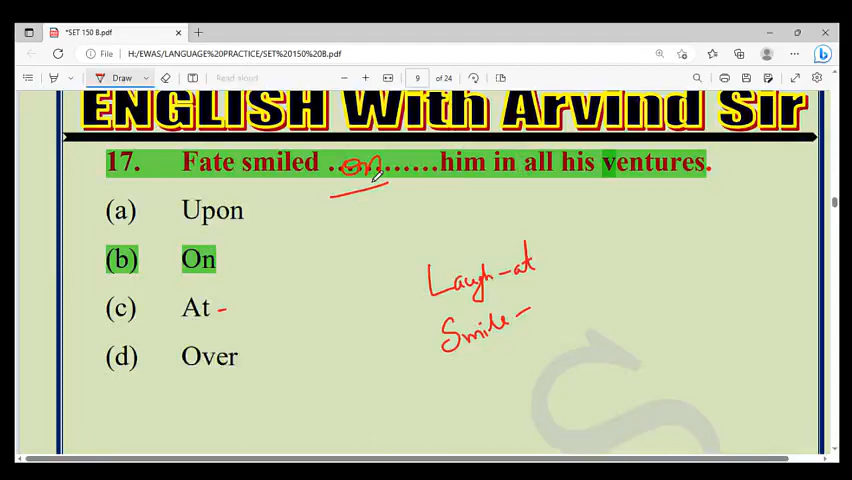 *SET 150 B.pdf
File
H:/EWAS/LANGUAGE%20PRACTICE/SET%20150%20B.pdf
Draw
Read aloud
9 of 24
ENGLISH With Arvind Sir
17. Fate smiled ..on......him in all his ventures.
(a) Upon
(b) On
(c) At -
(d) Over
Laugh - at
Smile -
S